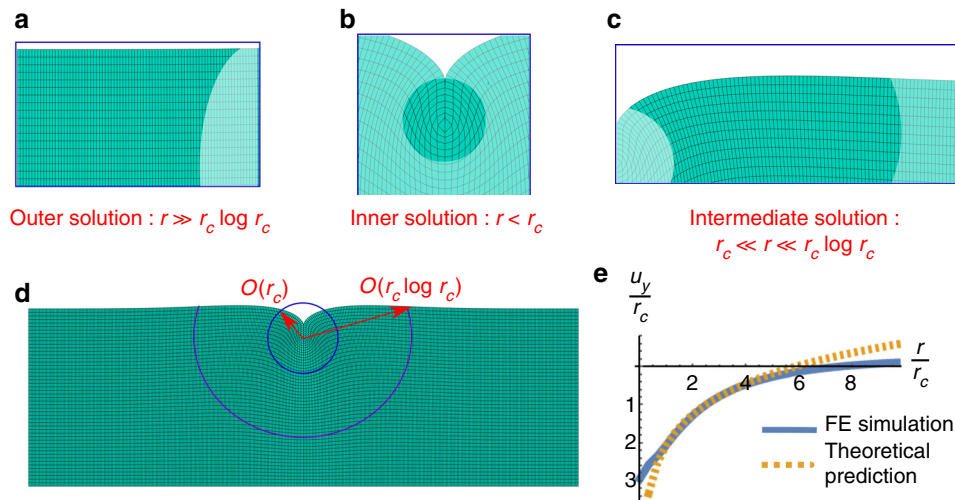 a
b
c
Outer solution : r ≫ r_c log r_c
Inner solution : r < r_c
Intermediate solution :
r_c ≪ r ≪ r_c log r_c
d
O(r_c)
O(r_c log r_c)
e
u_y
r_c
r
r_c
2
4
6
8
1
2
3
FE simulation
Theoretical
prediction